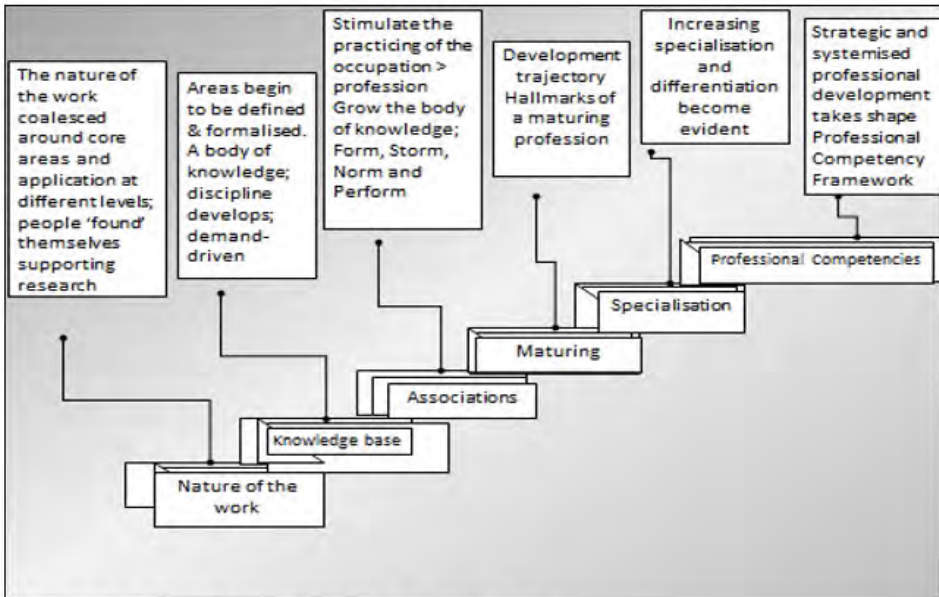 The nature of
the work
coalesced
around core
areas and
application at
different levels;
people ‘found’
themselves
supporting
research
Areas begin
to be defined
& formalised.
A body of
knowledge;
discipline
develops;
demand-
driven
Stimulate the
practicing of the
occupation >
profession
Grow the body
of knowledge;
Form, Storm,
Norm and
Perform
Development
trajectory
Hallmarks of
a maturing
profession
Increasing
specialisation
and
differentiation
become
evident
Strategic and
systemised
professional
development
takes shape
Professional
Competency
Framework
Professional Competencies
Specialisation
Maturing
Associations
Knowledge base
Nature of the
work